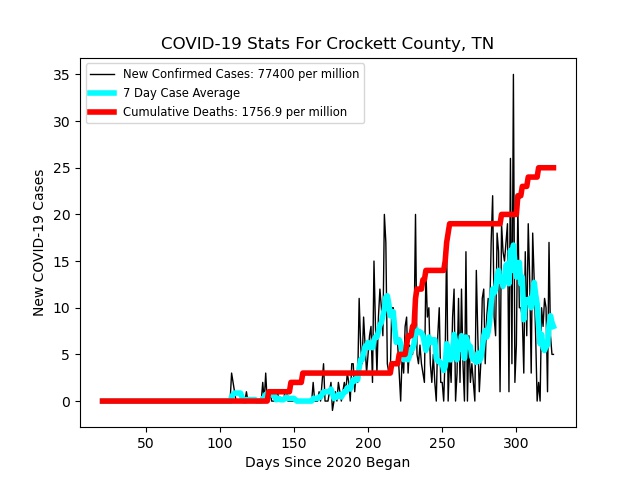 COVID-19 Stats For Crockett County, TN
New Confirmed Cases: 77400 per million
7 Day Case Average
Cumulative Deaths: 1756.9 per million
New COVID-19 Cases
35
30
25
20
15
10
5
0
50 100 150 200 250 300
Days Since 2020 Began